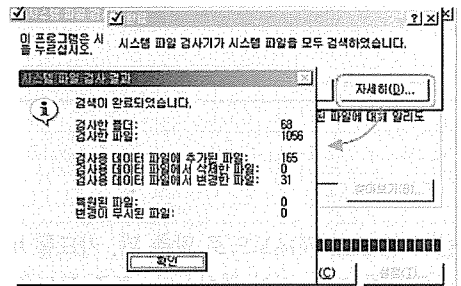 이 프로그램은 시
를 누르십시오.
시스템 파일 검사기가 시스템 파일을 모두 검색하였습니다.
자세히(D)...
시스템 파일 검사 결과
검색이 완료되었습니다.
검사한 폴더: 68
검사한 파일: 1056
검사용 데이터 파일에 추가된 파일: 165
검사용 데이터 파일에서 삭제한 파일: 0
검사용 데이터 파일에서 변경한 파일: 31
복원된 파일: 0
변경이 무시된 파일: 0
확인
된 파일에 대해 알리도
(C)